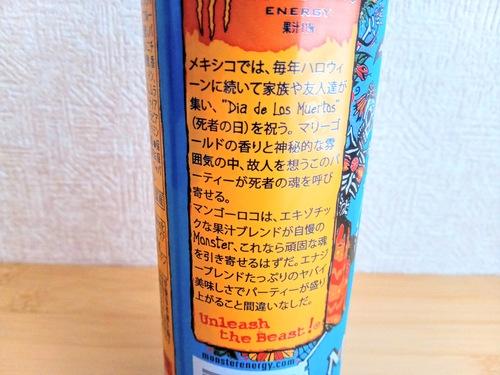 ENERGY
メキシコでは、毎年ハロウィ
ーンに続いて家族や友人達が
集い、"Dia de Los Muertos"
(死者の日)を祝う。マリーゴ
ールドの香りと神秘的な雰
囲気の中、故人を想うこのパ
ーティーが死者の魂を呼び
寄せる。
マンゴーロコは、エキゾチッ
クな果汁ブレンドが自慢の
Monster、これなら頑固な魂
を引き寄せるはずだ。エナジ
ーブレンドたっぷりのヤバイ
美味しさでパーティーが盛り
上がること間違いなしだ。
Unleash
the Beast!®
www.monsterenergy.com